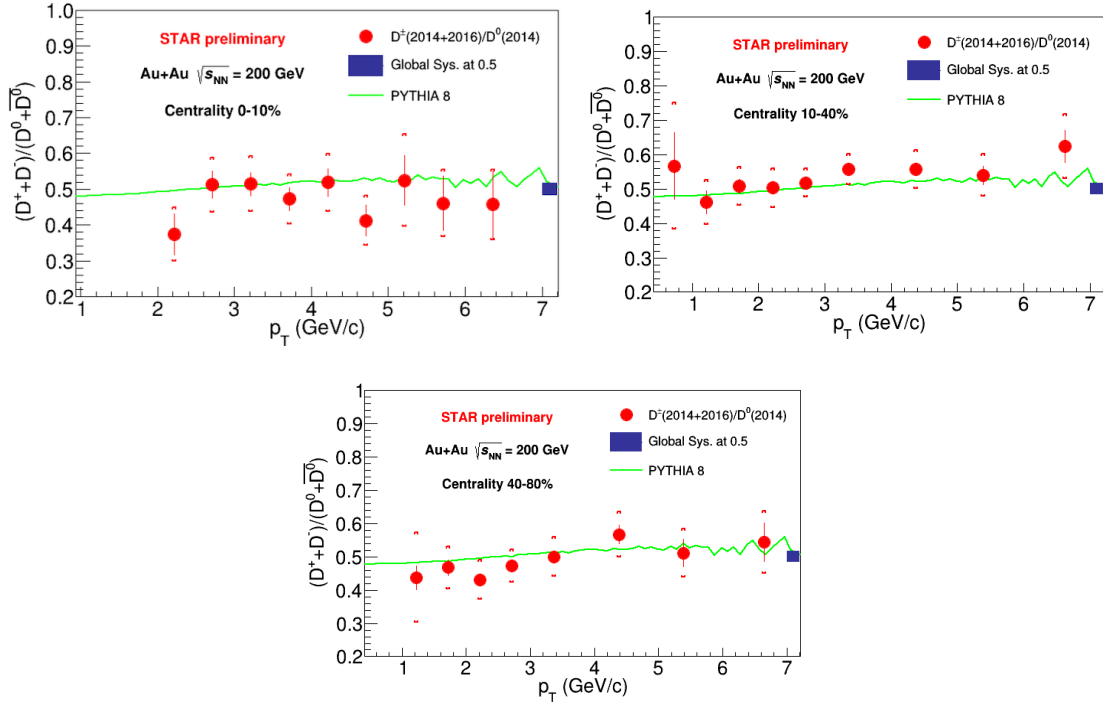 1.0
0.9
0.8
0.7
0.6
0.5
0.4
0.3
0.2
(D⁺+D⁻)/(D⁰+D̅⁰)
STAR preliminary
Au+Au √sNN = 200 GeV
Centrality 0-10%
D±(2014+2016)/D⁰(2014)
Global Sys. at 0.5
PYTHIA 8
1 2 3 4 5 6 7
pT (GeV/c)
1
0.9
0.8
0.7
0.6
0.5
0.4
0.3
0.2
(D⁺+D⁻)/(D⁰+D̅⁰)
STAR preliminary
Au+Au √sNN = 200 GeV
Centrality 10-40%
D±(2014+2016)/D⁰(2014)
Global Sys. at 0.5
PYTHIA 8
1 2 3 4 5 6 7
pT (GeV/c)
1
0.9
0.8
0.7
0.6
0.5
0.4
0.3
0.2
(D⁺+D⁻)/(D⁰+D̅⁰)
STAR preliminary
Au+Au √sNN = 200 GeV
Centrality 40-80%
D±(2014+2016)/D⁰(2014)
Global Sys. at 0.5
PYTHIA 8
1 2 3 4 5 6 7
pT (GeV/c)